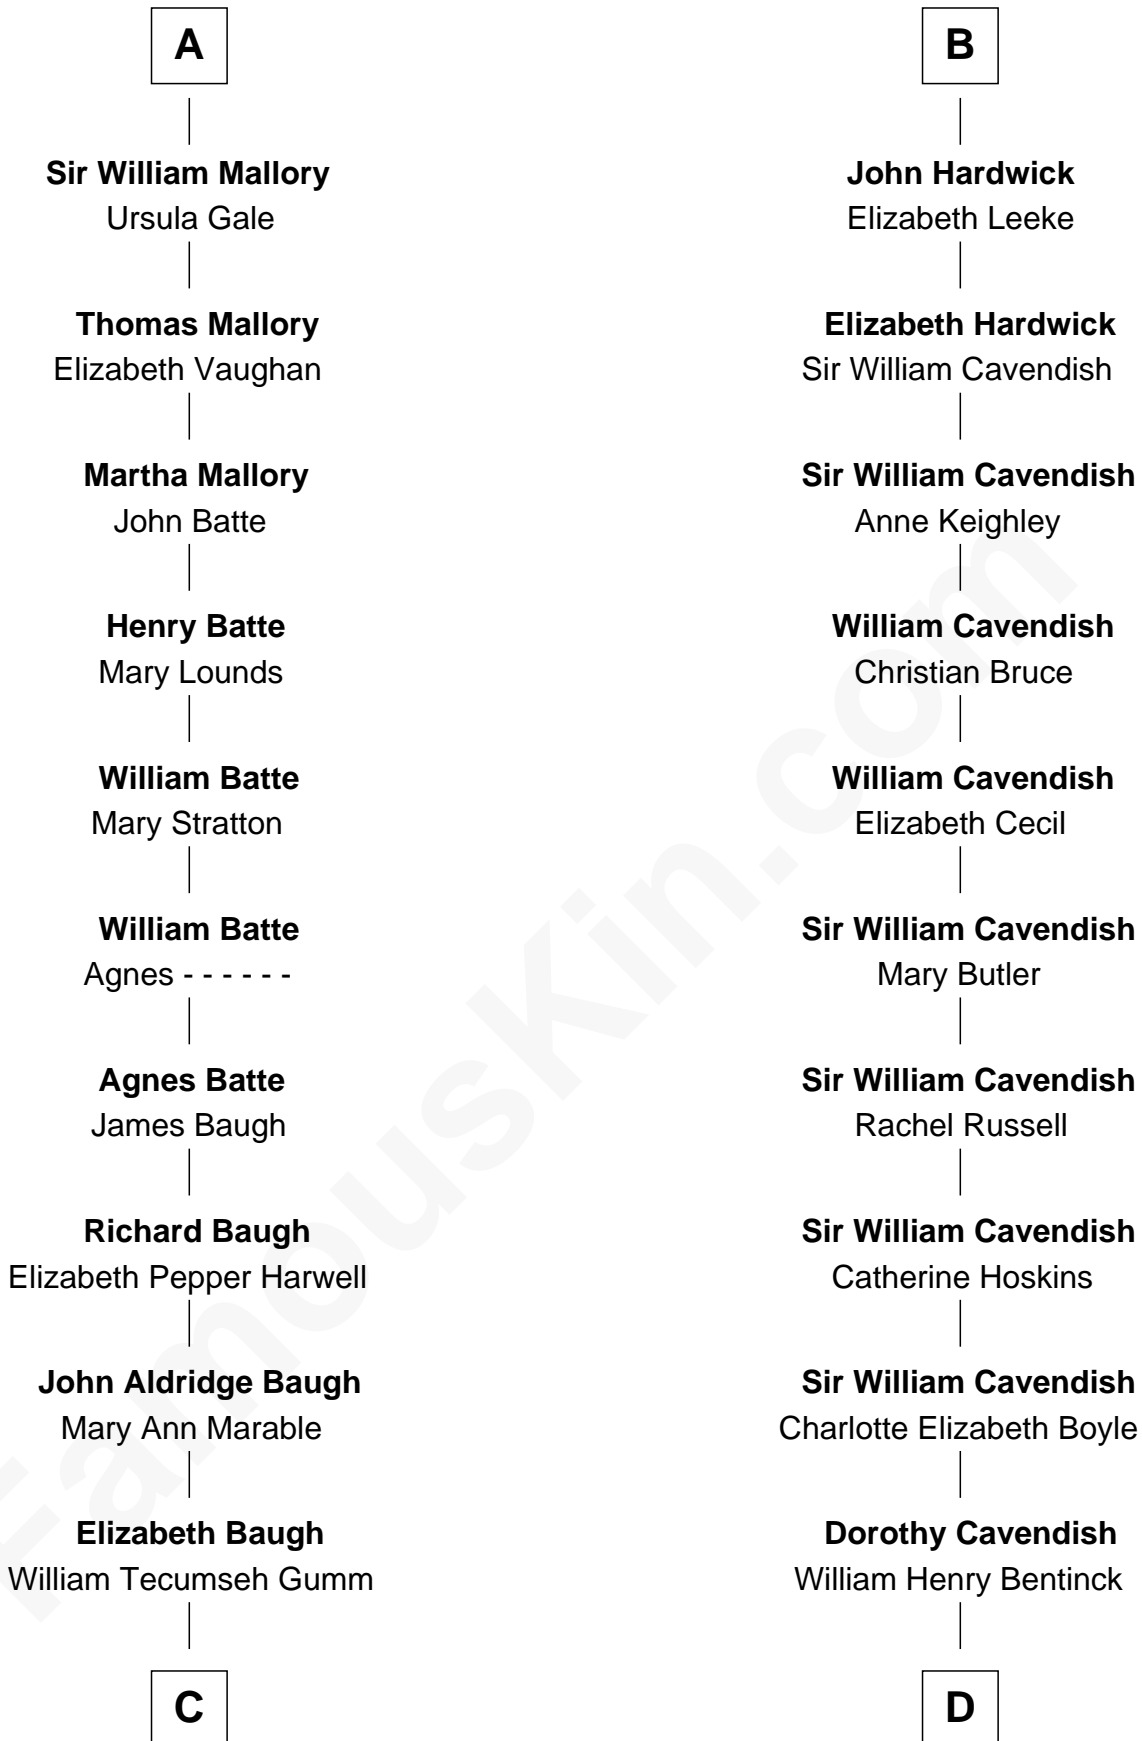 A
Sir William Mallory
Ursula Gale
Thomas Mallory
Elizabeth Vaughan
Martha Mallory
John Batte
Henry Batte
Mary Lounds
William Batte
Mary Stratton
William Batte
Agnes - - - - - -
Agnes Batte
James Baugh
Richard Baugh
Elizabeth Pepper Harwell
John Aldridge Baugh
Mary Ann Marable
Elizabeth Baugh
William Tecumseh Gumm
C
B
John Hardwick
Elizabeth Leeke
Elizabeth Hardwick
Sir William Cavendish
Sir William Cavendish
Anne Keighley
William Cavendish
Christian Bruce
William Cavendish
Elizabeth Cecil
Sir William Cavendish
Mary Butler
Sir William Cavendish
Rachel Russell
Sir William Cavendish
Catherine Hoskins
Sir William Cavendish
Charlotte Elizabeth Boyle
Dorothy Cavendish
William Henry Bentinck
D
FamousKin.com